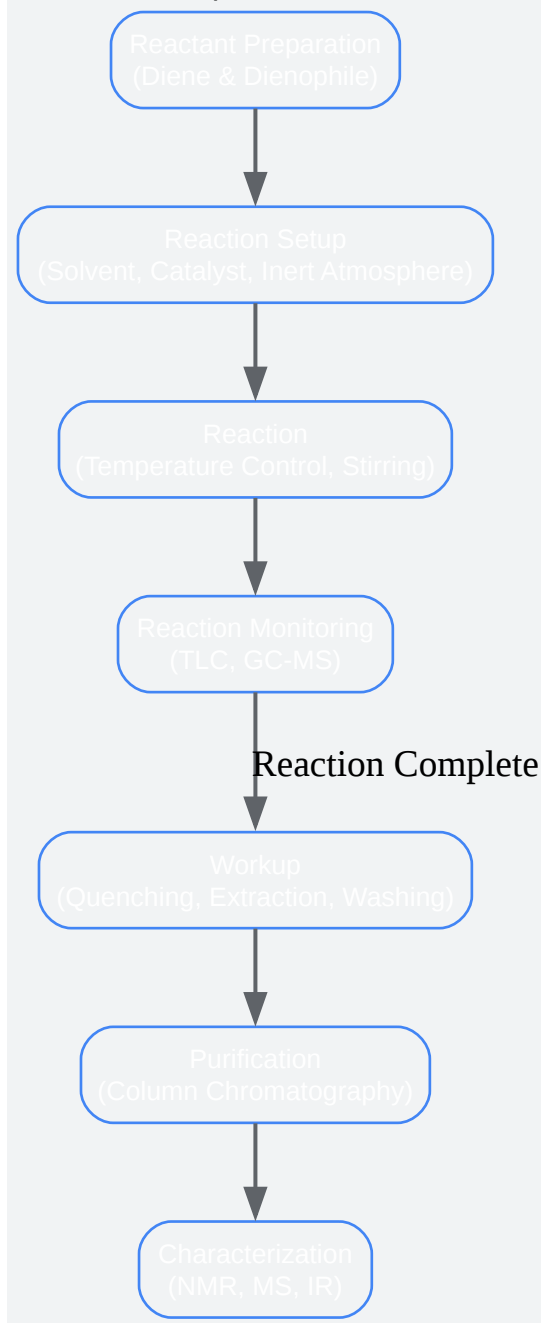 Reactant Preparation
(Diene & Dienophile)
Reaction Setup
(Solvent, Catalyst, Inert Atmosphere)
Reaction
(Temperature Control, Stirring)
Reaction Monitoring
(TLC, GC-MS)
Reaction Complete
Workup
(Quenching, Extraction, Washing)
Purification
(Column Chromatography)
Characterization
(NMR, MS, IR)